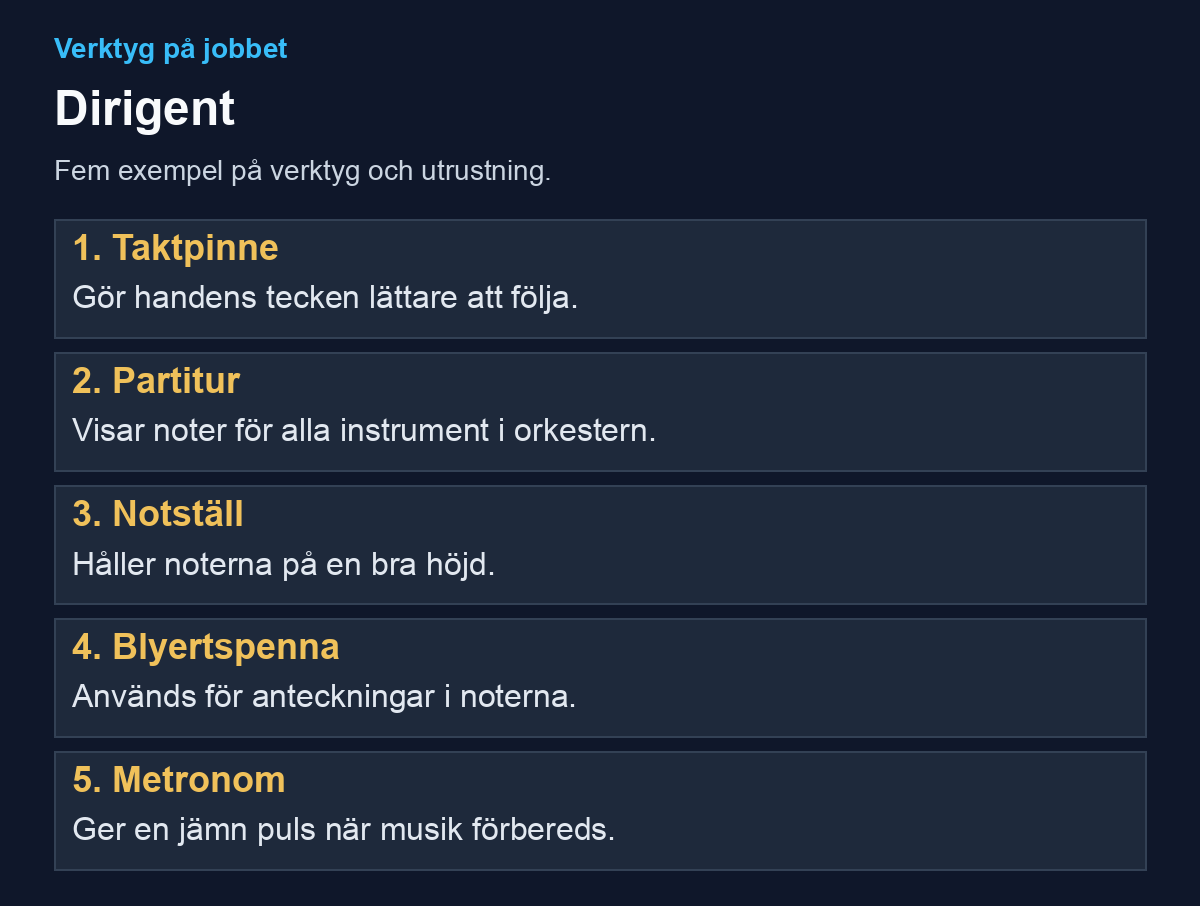 Verktyg på jobbet
Dirigent
Fem exempel på verktyg och utrustning.
1. Taktpinne
Gör handens tecken lättare att följa.
2. Partitur
Visar noter för alla instrument i orkestern.
3. Notställ
Håller noterna på en bra höjd.
4. Blyertspenna
Används för anteckningar i noterna.
5. Metronom
Ger en jämn puls när musik förbereds.